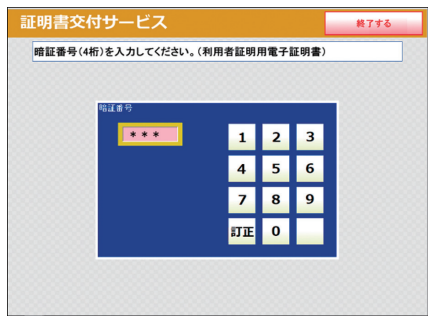 証明書交付サービス
終了する
暗証番号(4桁)を入力してください。(利用者証明用電子証明書)
暗証番号
***
1 2 3
4 5 6
7 8 9
訂正 0